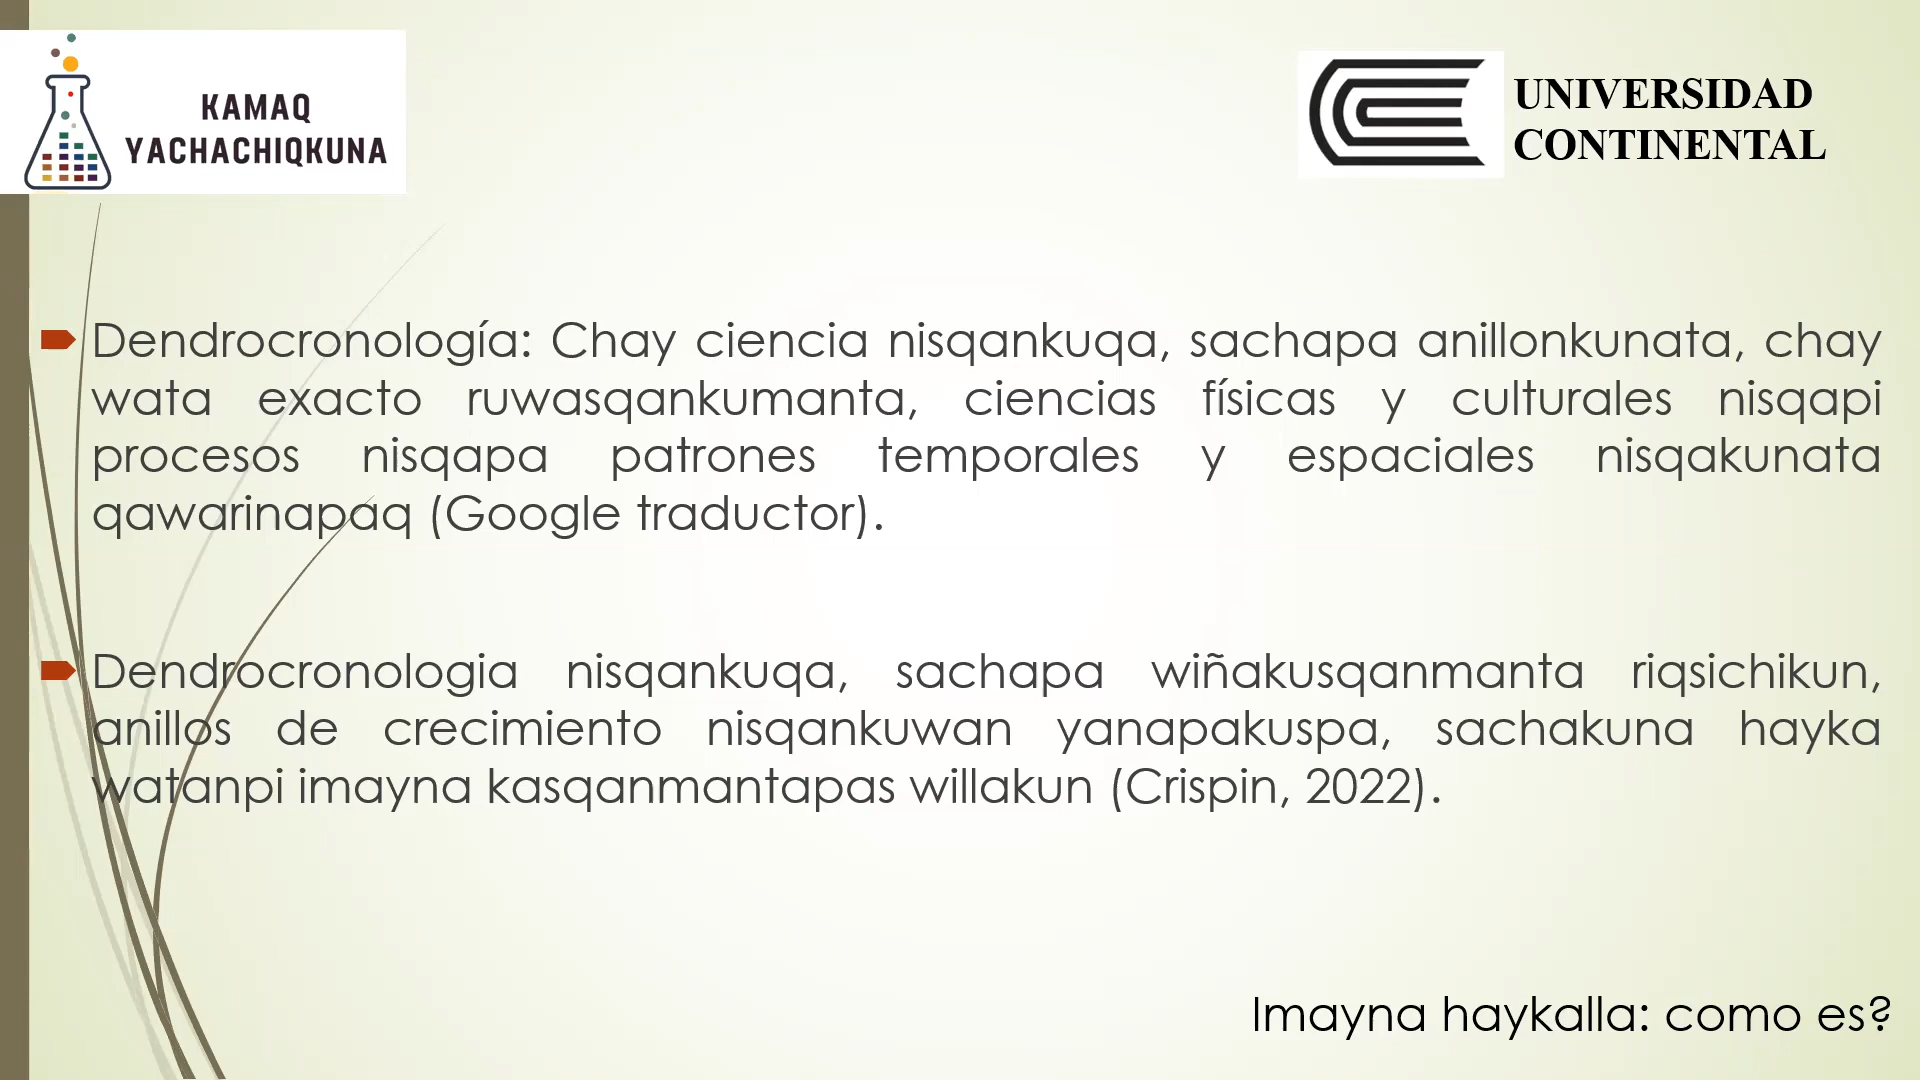 KAMAQ
YACHACHIQKUNA
UNIVERSIDAD
CONTINENTAL
Dendrocronología: Chay ciencia nisqankuqa, sachapa anillonkunata, chay
wata exacto ruwasqankumanta, ciencias físicas y culturales nisqapi
procesos nisqapa patrones temporales y espaciales nisqakunata
qawarinapaq (Google traductor).
Dendrocronologia nisqankuqa, sachapa wiñakusqanmanta riqsichikun,
anillos de crecimiento nisqankuwan yanapakuspa, sachakuna hayka
watanpi imayna kasqanmantapas willakun (Crispin, 2022).
Imayna haykalla: como es?